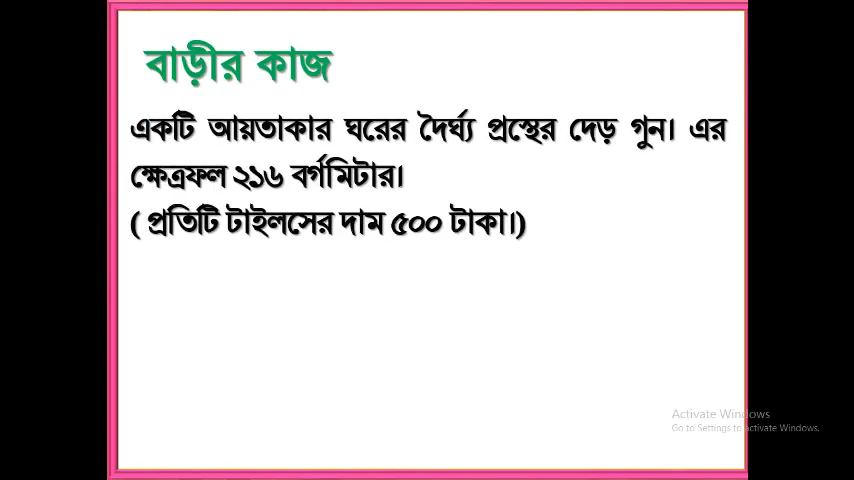 বাড়ীর কাজ
একটি আয়তাকার ঘরের দৈর্ঘ্য প্রস্থের দেড় গুন। এর
ক্ষেত্রফল ২১৬ বর্গমিটার।
( প্রতিটি টাইলসের দাম ৫০০ টাকা।)
Activate Windows
Go to Settings to activate Windows.